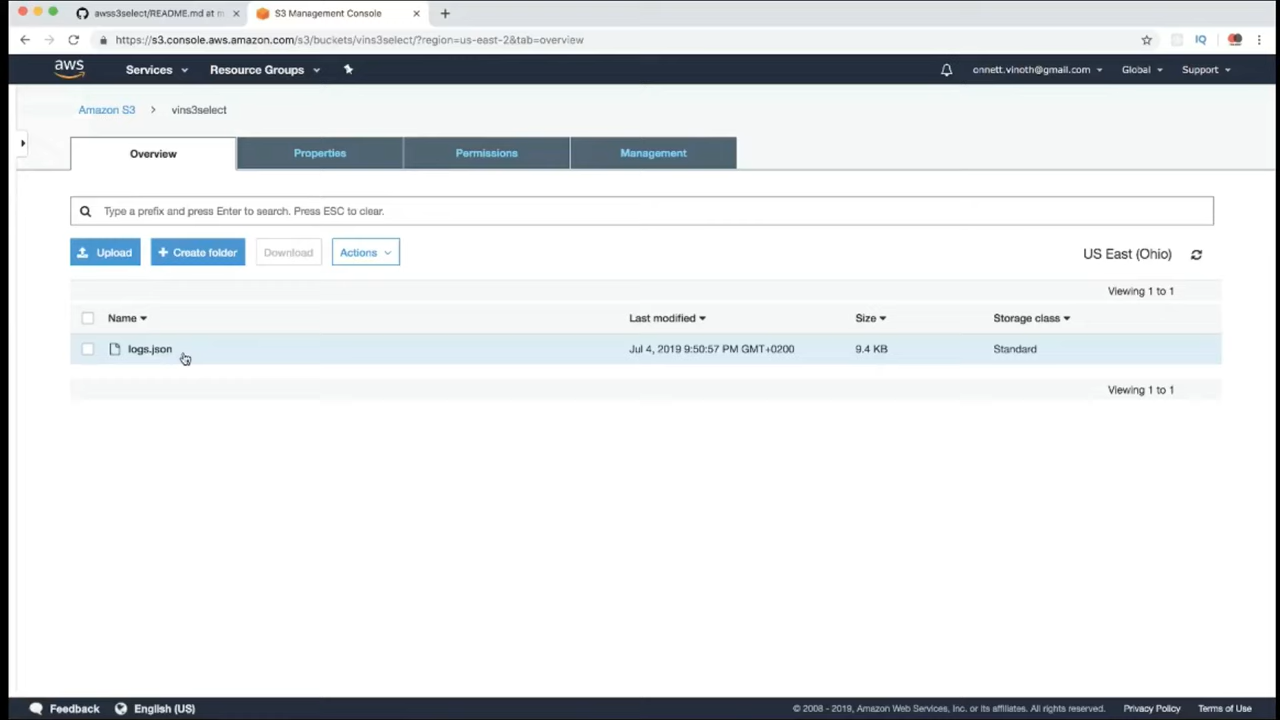 awss3select/README.md at m
S3 Management Console
https://s3.console.aws.amazon.com/s3/buckets/vins3select/?region=us-east-2&tab=overview
IQ
aws Services Resource Groups onnett.vinoth@gmail.com Global Support
Amazon S3 > vins3select
Overview Properties Permissions Management
Type a prefix and press Enter to search. Press ESC to clear.
Upload + Create folder Download Actions US East (Ohio)
Viewing 1 to 1
Name Last modified Size Storage class
logs.json Jul 4, 2019 9:50:57 PM GMT+0200 9.4 KB Standard
Viewing 1 to 1
Feedback English (US) © 2008 - 2019, Amazon Web Services, Inc. or its affiliates. All rights reserved. Privacy Policy Terms of Use